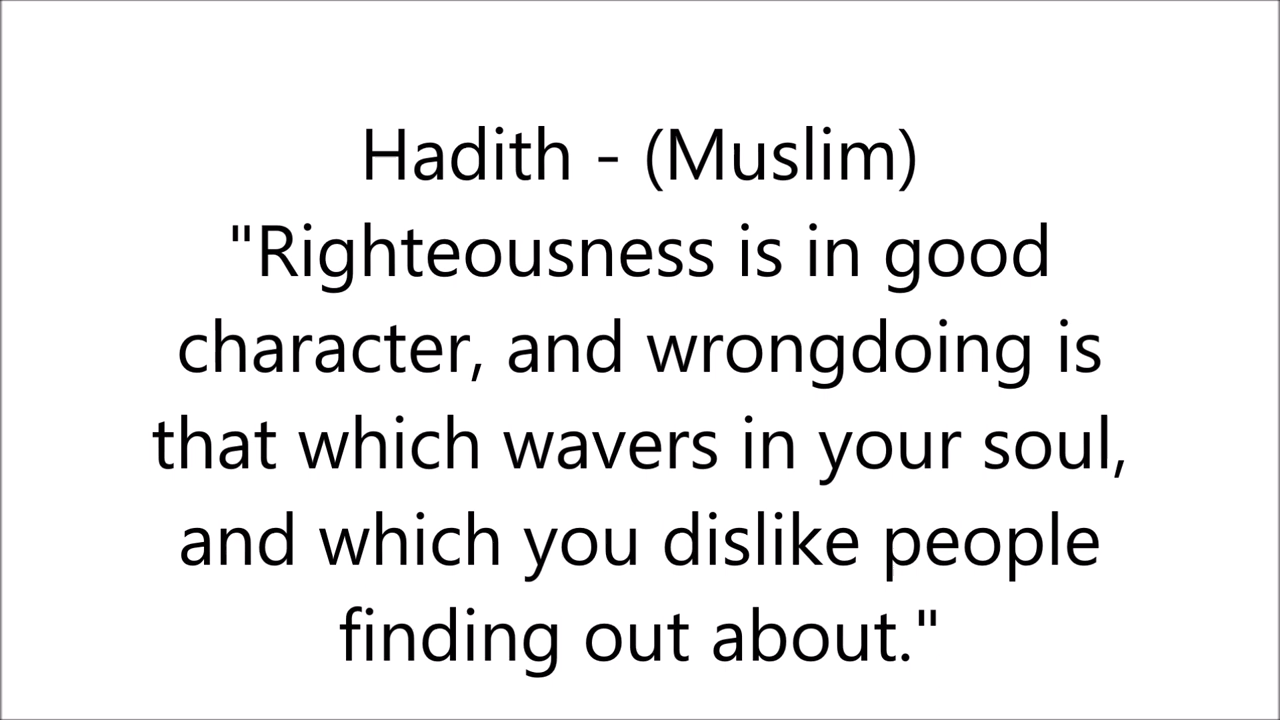 Hadith - (Muslim)
"Righteousness is in good
character, and wrongdoing is
that which wavers in your soul,
and which you dislike people
finding out about."